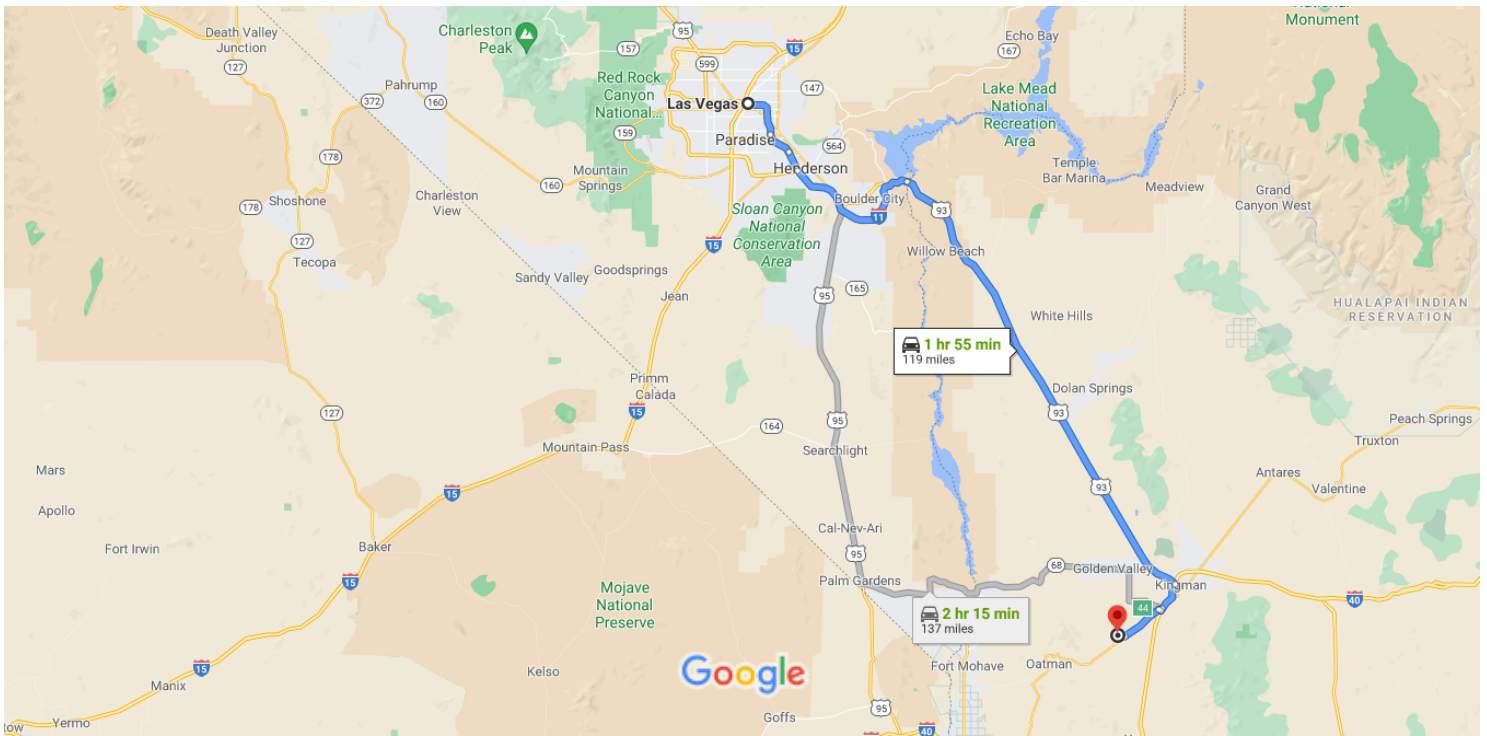 Monument
Death Valley
Junction
Charleston
Peak
95
15
Echo Bay
157
167
127
599
Pahrump
Red Rock
Canyon
National...
147
Lake Mead
National
Recreation
Area
372
160
Las Vegas
159
Paradise
564
178
Mountain
Springs
Henderson
Temple
Bar Marina
Meadview
160
Grand
Canyon West
178
Shoshone
Charleston
View
Boulder City
Sloan Canyon
National
Conservation
Area
11
93
127
15
Willow Beach
Tecopa
Sandy Valley
Goodsprings
95
165
Jean
HUALAPAI INDIAN
RESERVATION
White Hills
1 hr 55 min
119 miles
Primm
Calada
Dolan Springs
127
15
93
95
164
Peach Springs
Mountain Pass
Searchlight
Truxton
Mars
Antares
15
93
Valentine
Apollo
Cal-Nev-Ari
Fort Irwin
Baker
95
68
Golden Valley
15
Palm Gardens
Kingman
Mojave
National
Preserve
40
44
2 hr 15 min
137 miles
15
Kelso
Google
Fort Mohave
Oatman
Manix
95
Goffs
Yermo
tow
40